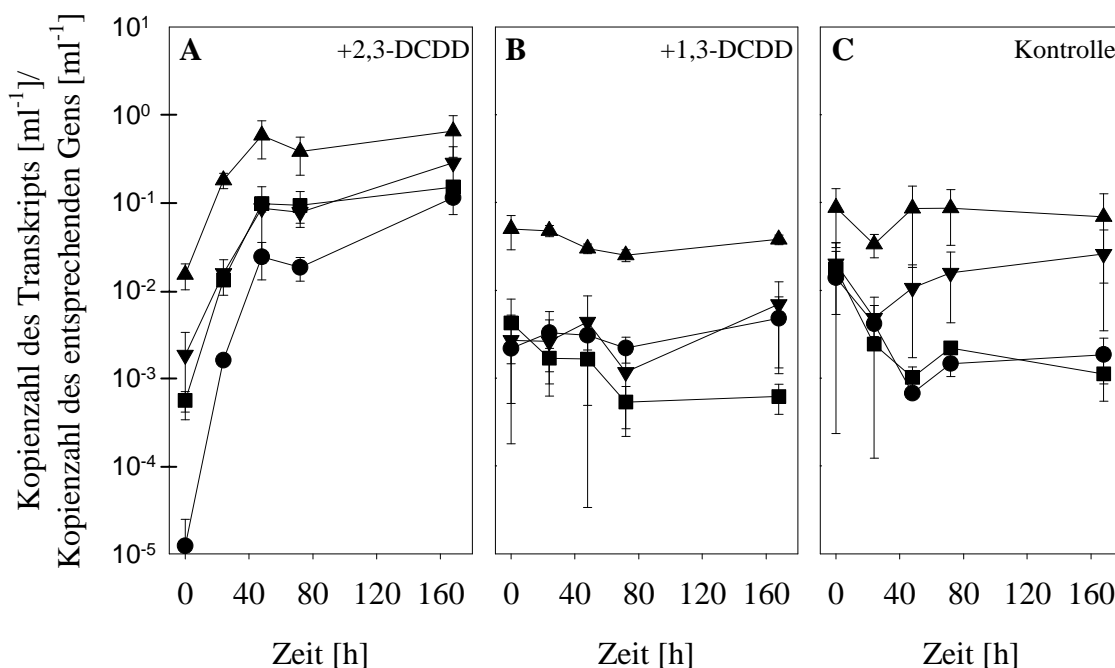 Kopienzahl des Transkripts [ml⁻¹]/
Kopienzahl des entsprechenden Gens [ml⁻¹]
10¹
10⁰
10⁻¹
10⁻²
10⁻³
10⁻⁴
10⁻⁵
A +2,3-DCDD
B +1,3-DCDD
C Kontrolle
0 40 80 120 160
0 40 80 120 160
0 40 80 120 160
Zeit [h]
Zeit [h]
Zeit [h]